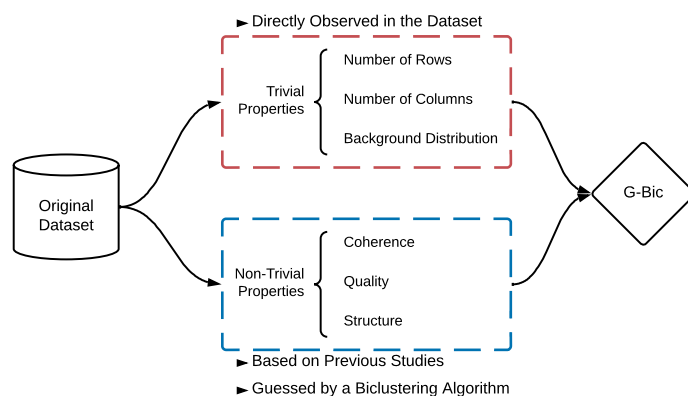 Directly Observed in the Dataset
Number of Rows
Trivial
Properties
Number of Columns
Background Distribution
Original
Dataset
G-Bic
Coherence
Non-Trivial
Properties
Quality
Structure
Based on Previous Studies
Guessed by a Biclustering Algorithm